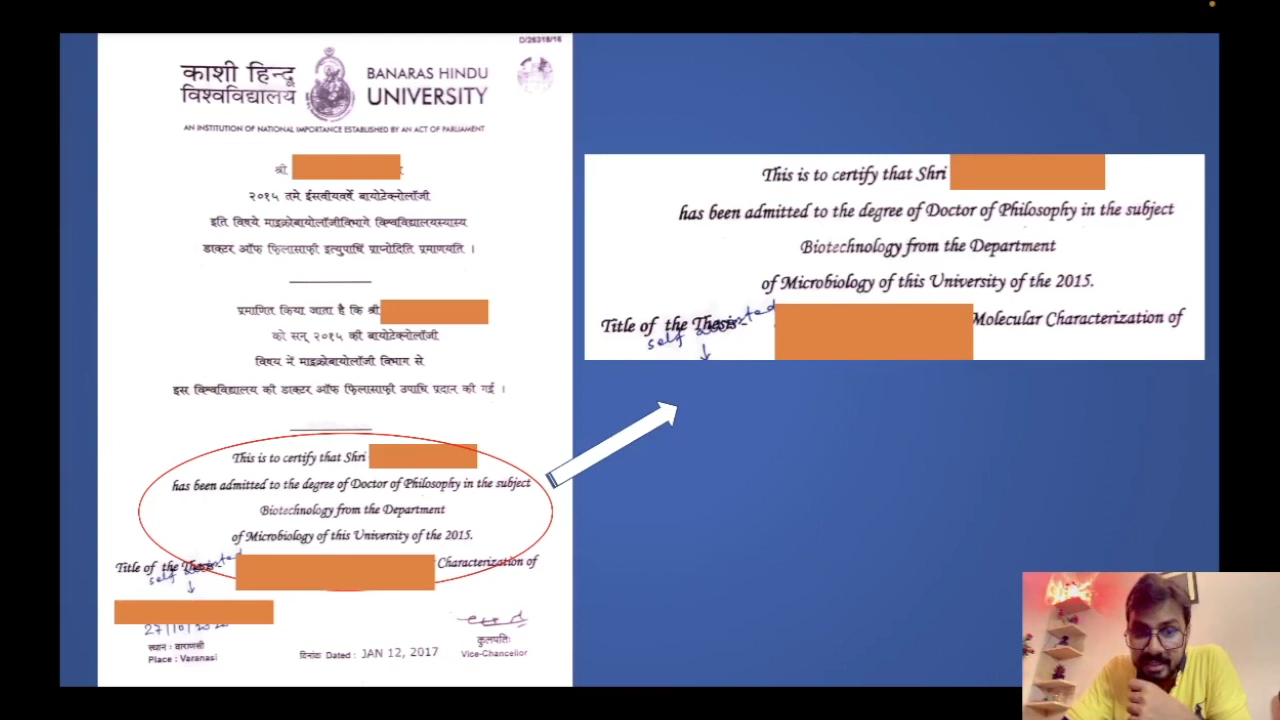 D/26318/16
काशी हिन्दू
विश्वविद्यालय
BANARAS HINDU
UNIVERSITY
AN INSTITUTION OF NATIONAL IMPORTANCE ESTABLISHED BY AN ACT OF PARLIAMENT
श्री
२०१५ तमे ईसवीयवर्षे बायोटेक्नोलॉजी
इति विषये माइक्रोबायोलॉजीविभागे विश्वविद्यालयस्यास्य
डाक्टर ऑफ फ़िलासाफ़ी इत्युपाधिं प्राप्नोदिति प्रमाणयति ।
प्रमाणित किया जाता है कि श्री
को सन् २०१५ की बायोटेक्नोलॉजी
विषय में माइक्रोबायोलॉजी विभाग से
इस विश्वविद्यालय की डाक्टर ऑफ फ़िलासाफ़ी उपाधि प्रदान की गई ।
This is to certify that Shri
has been admitted to the degree of Doctor of Philosophy in the subject
Biotechnology from the Department
of Microbiology of this University of the 2015.
Title of the Thesis- Characterization of
self attested
स्थान : वाराणसी
Place : Varanasi
दिनांक Dated : JAN 12, 2017
कुलपतिः
Vice-Chancellor
This is to certify that Shri
has been admitted to the degree of Doctor of Philosophy in the subject
Biotechnology from the Department
of Microbiology of this University of the 2015.
Title of the Thesis- Molecular Characterization of
self attested